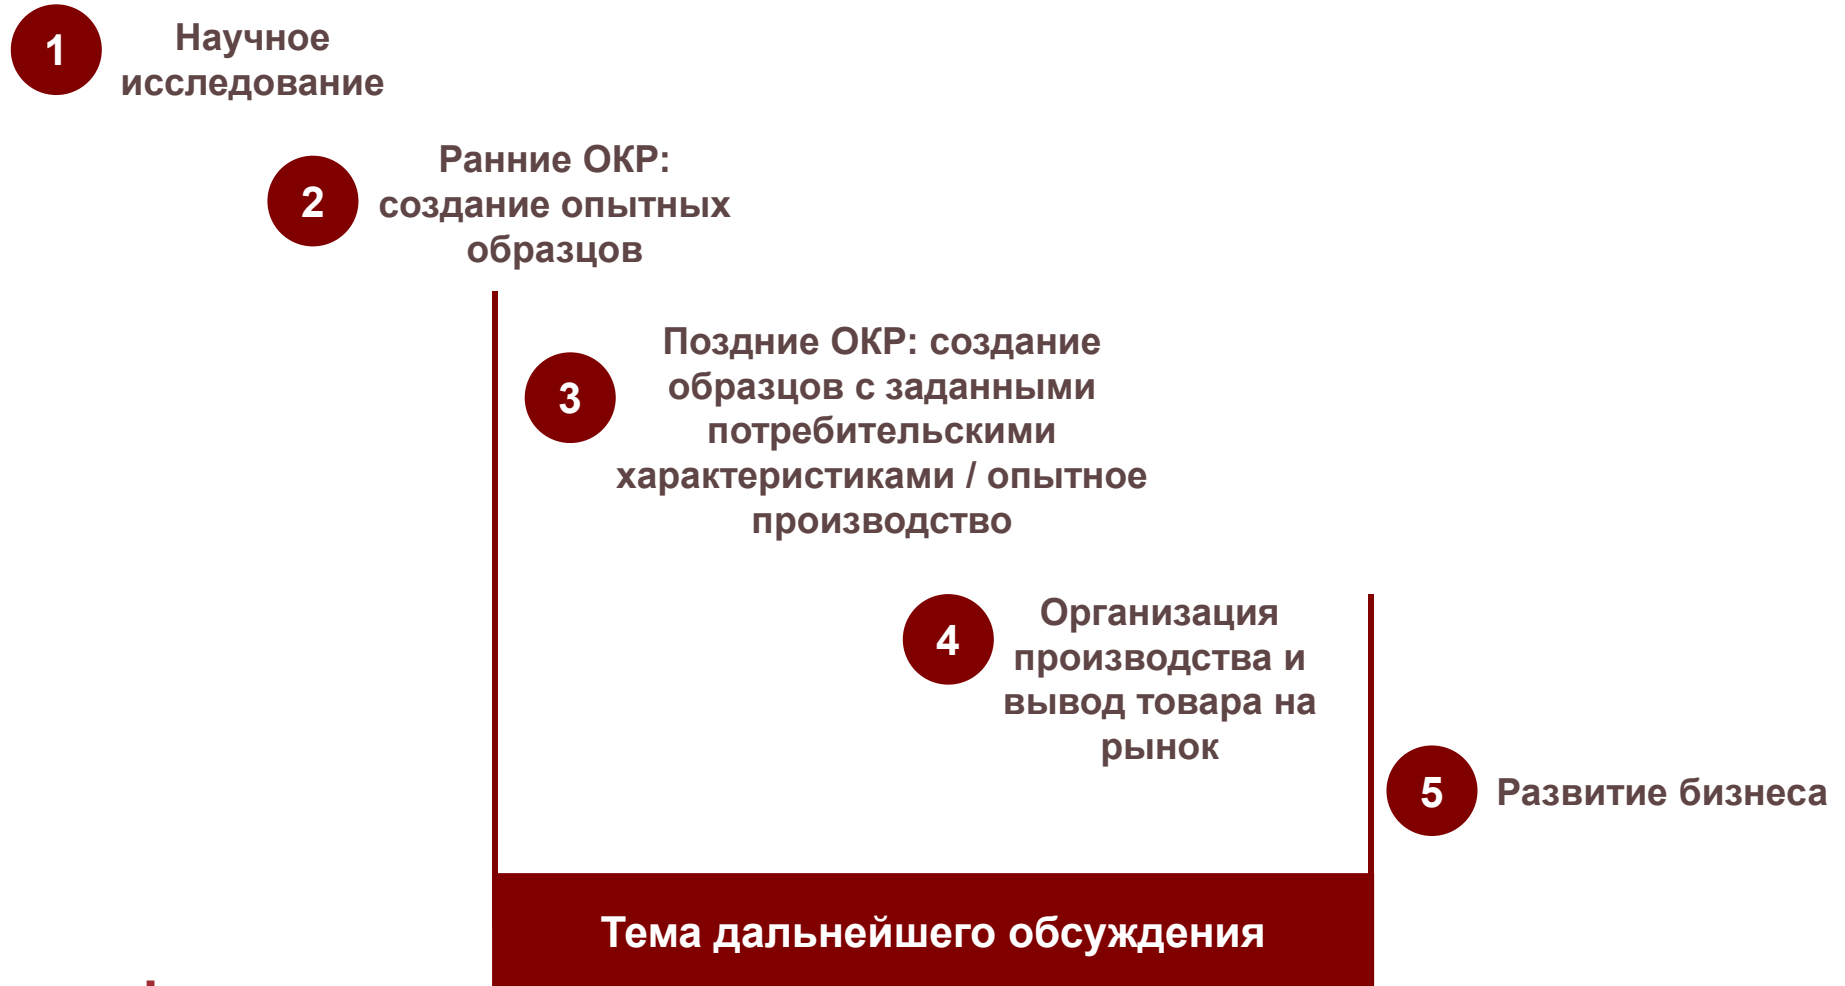 1
Научное
исследование
2
Ранние ОКР:
создание опытных
образцов
3
Поздние ОКР: создание
образцов с заданными
потребительскими
характеристиками / опытное
производство
4
Организация
производства и
вывод товара на
рынок
5
Развитие бизнеса
Тема дальнейшего обсуждения